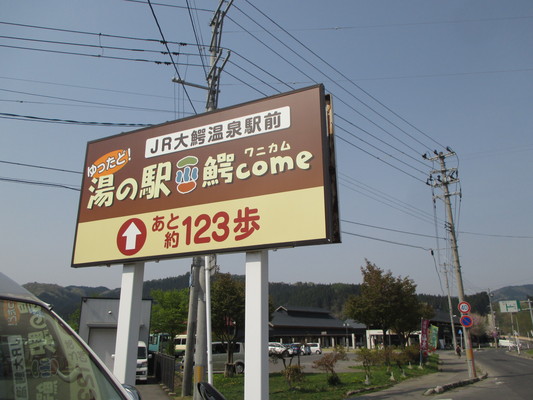 JR大鰐温泉駅前
ゆったど!
ワニカム
湯の駅 鰐come
あと
約123歩